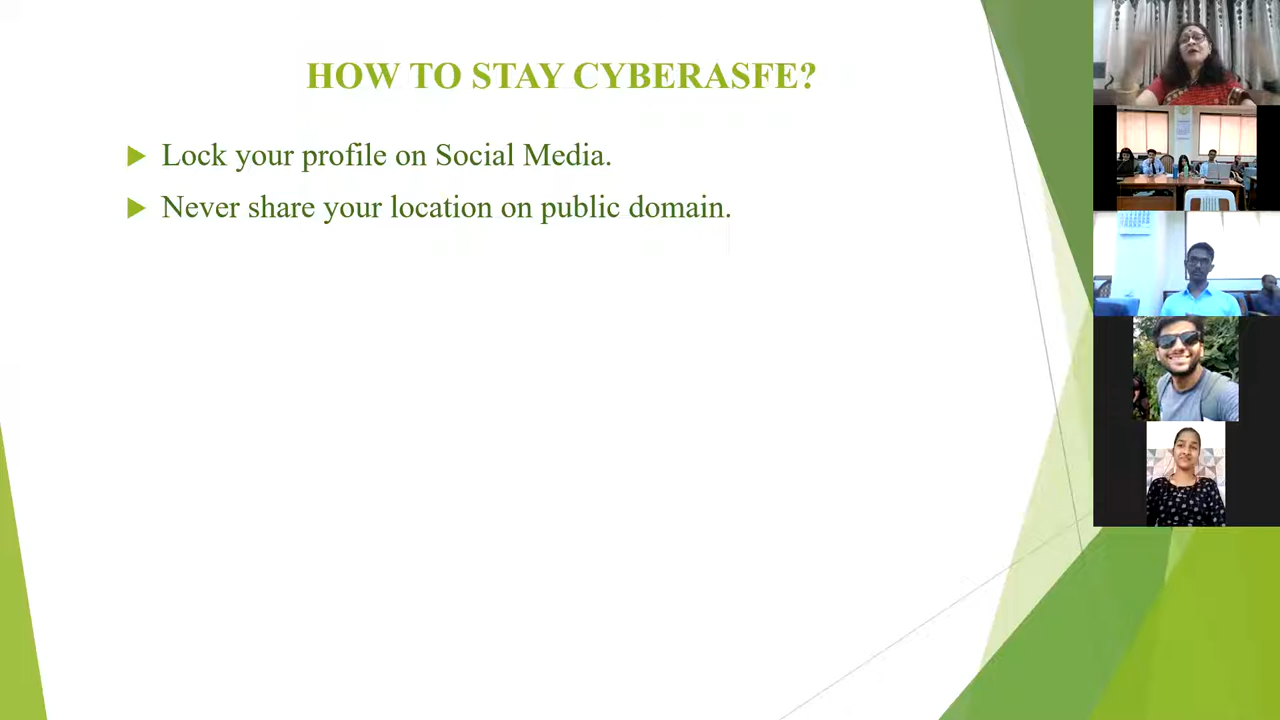 HOW TO STAY CYBERASFE?
Lock your profile on Social Media.
Never share your location on public domain.